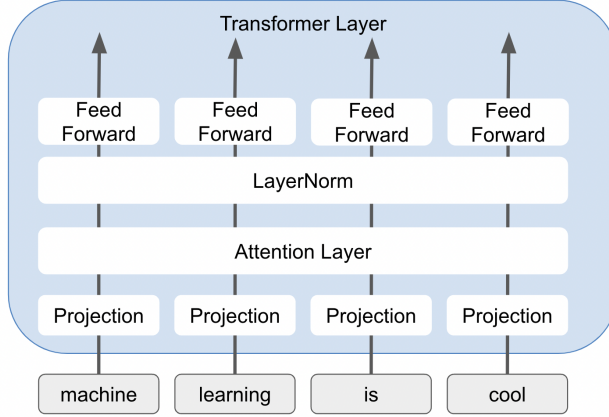 Transformer Layer
Feed Forward
Feed Forward
Feed Forward
Feed Forward
LayerNorm
Attention Layer
Projection
Projection
Projection
Projection
machine
learning
is
cool